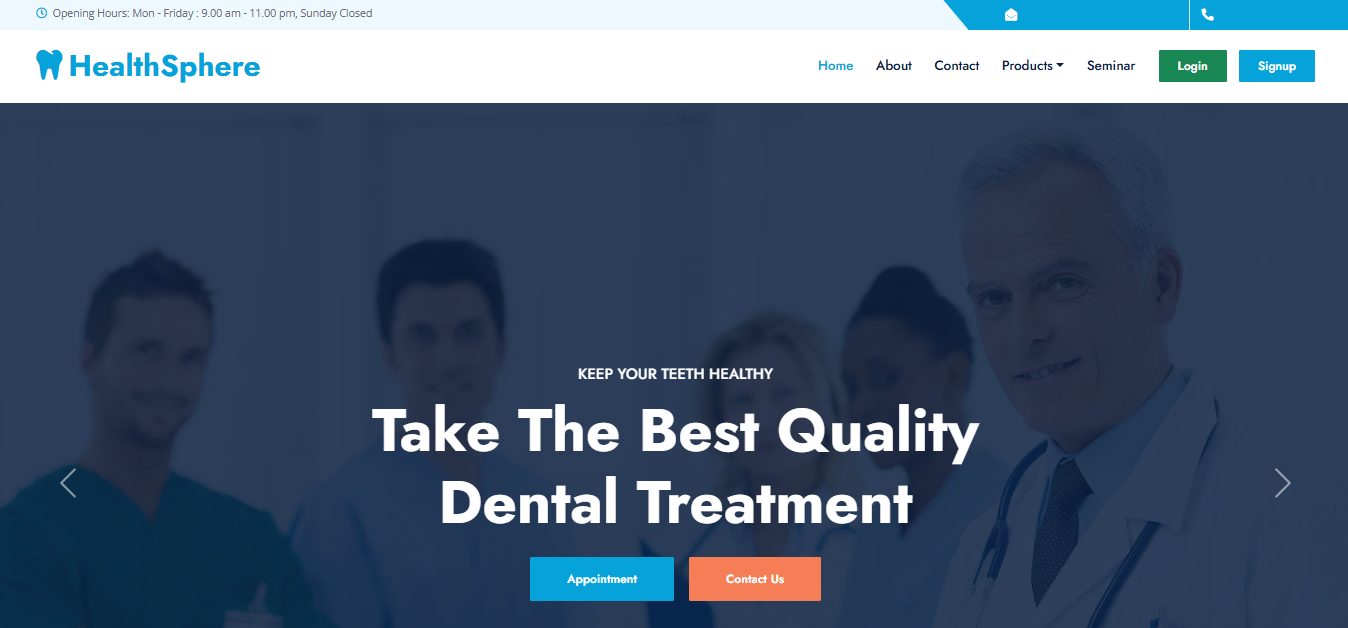 Opening Hours: Mon - Friday : 9.00 am - 11.00 pm, Sunday Closed
HealthSphere
Home About Contact Products Seminar Login Signup
KEEP YOUR TEETH HEALTHY
Take The Best Quality
Dental Treatment
Appointment Contact Us